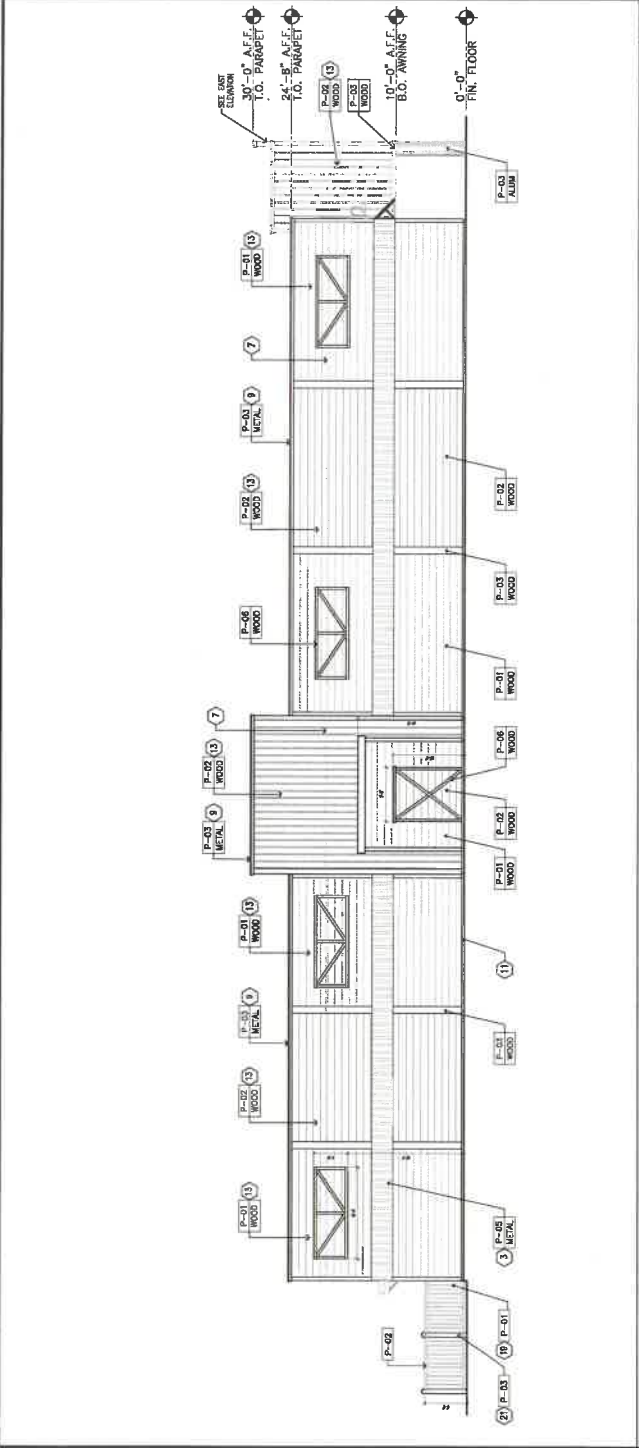 P-01 13
WOOD
P-02 13
WOOD
P-03 9
METAL
P-01 13
WOOD
P-03 9
METAL
P-02 13
WOOD
7
P-06
WOOD
P-02 13
WOOD
P-03 9
METAL
7
P-01 13
WOOD
SEE EAST
ELEVATION
30'-0" A.F.F.
T.O. PARAPET
24'-8" A.F.F.
T.O. PARAPET
P-02 13
WOOD
P-03
WOOD
10'-0" A.F.F.
B.O. AWNING
0'-0"
FIN. FLOOR
P-02
21 P-03
19 P-01
3 P-05
METAL
P-03
WOOD
11
P-01
WOOD
P-02
WOOD
P-06
WOOD
P-01
WOOD
P-03
WOOD
P-02
WOOD
P-03
ALUM